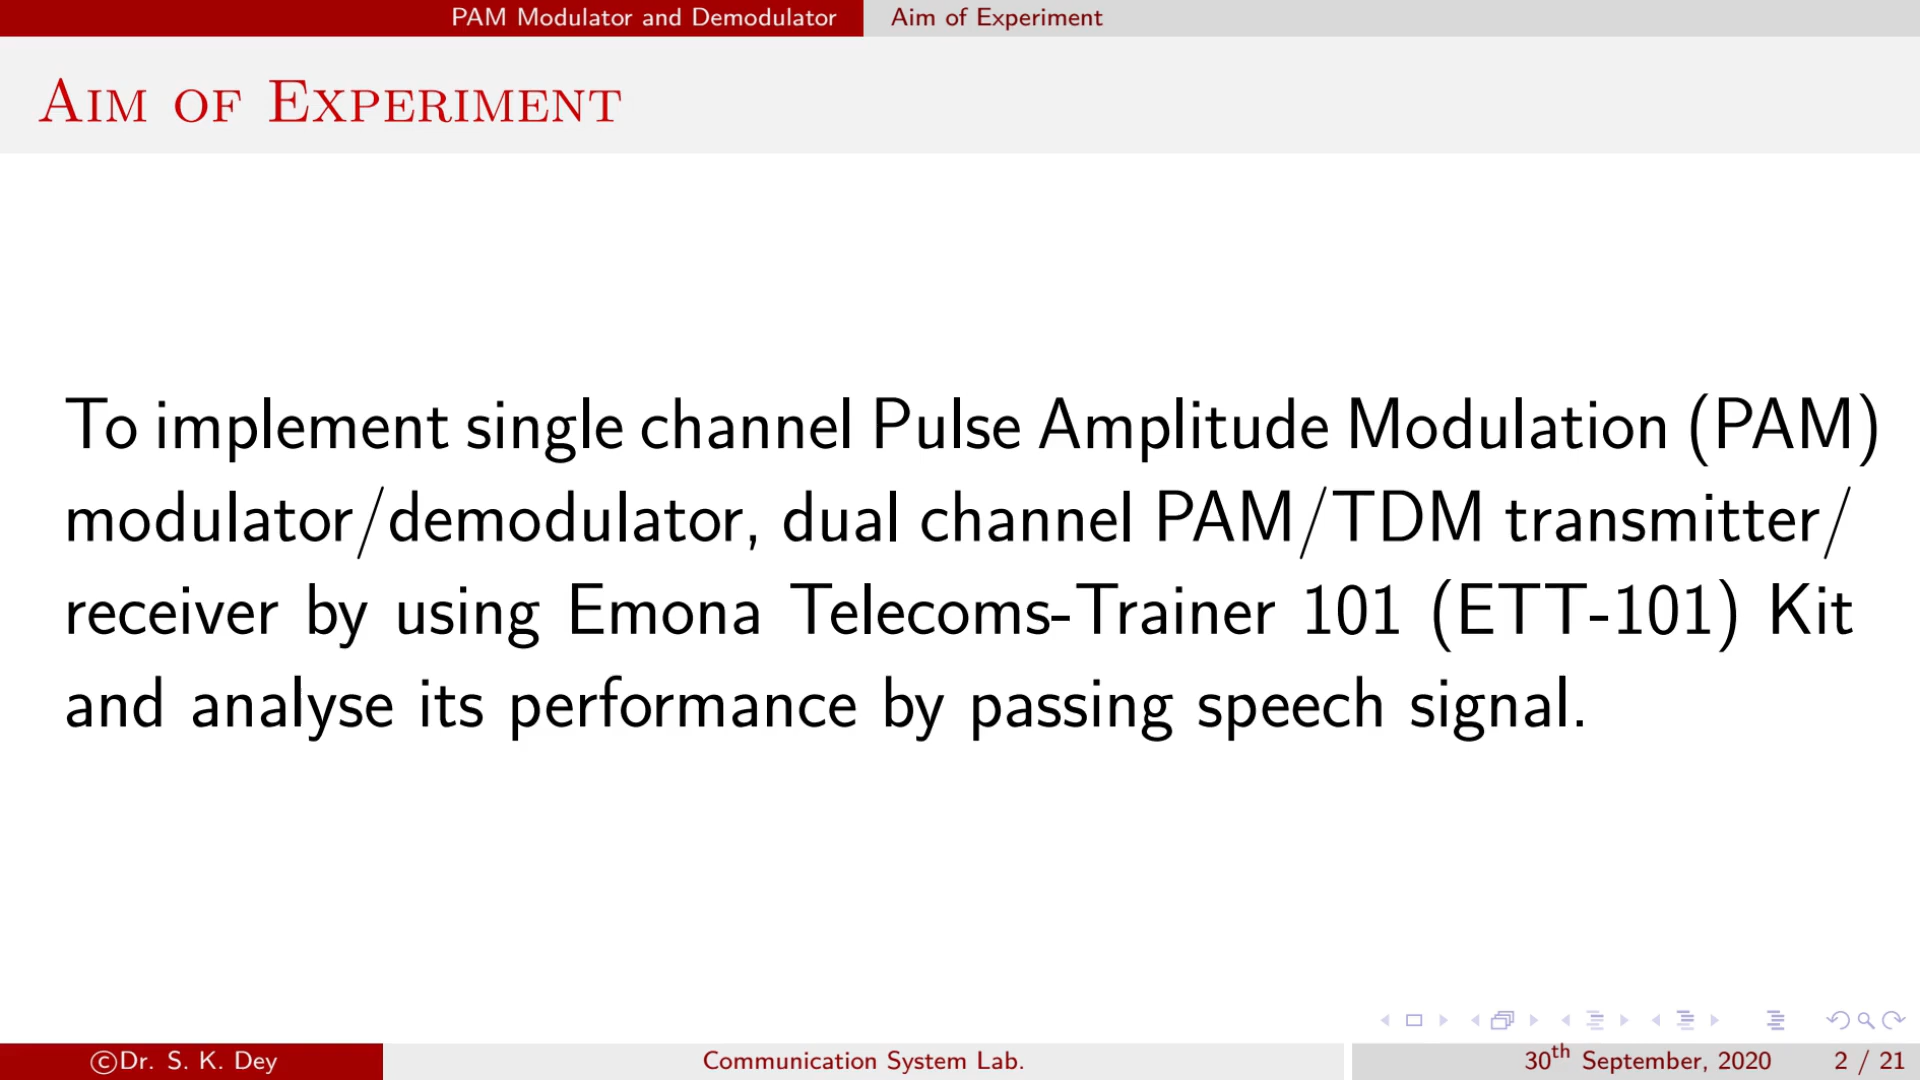 PAM Modulator and Demodulator Aim of Experiment
Aim of Experiment
To implement single channel Pulse Amplitude Modulation (PAM)
modulator/demodulator, dual channel PAM/TDM transmitter/
receiver by using Emona Telecoms-Trainer 101 (ETT-101) Kit
and analyse its performance by passing speech signal.
©Dr. S. K. Dey Communication System Lab. 30th September, 2020 2 / 21